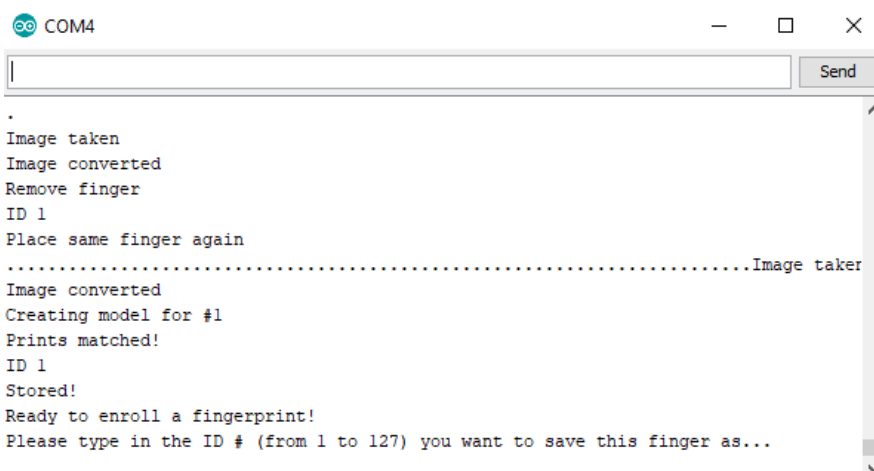 COM4
Send
.
Image taken
Image converted
Remove finger
ID 1
Place same finger again
........................................................................Image taken
Image converted
Creating model for #1
Prints matched!
ID 1
Stored!
Ready to enroll a fingerprint!
Please type in the ID # (from 1 to 127) you want to save this finger as...